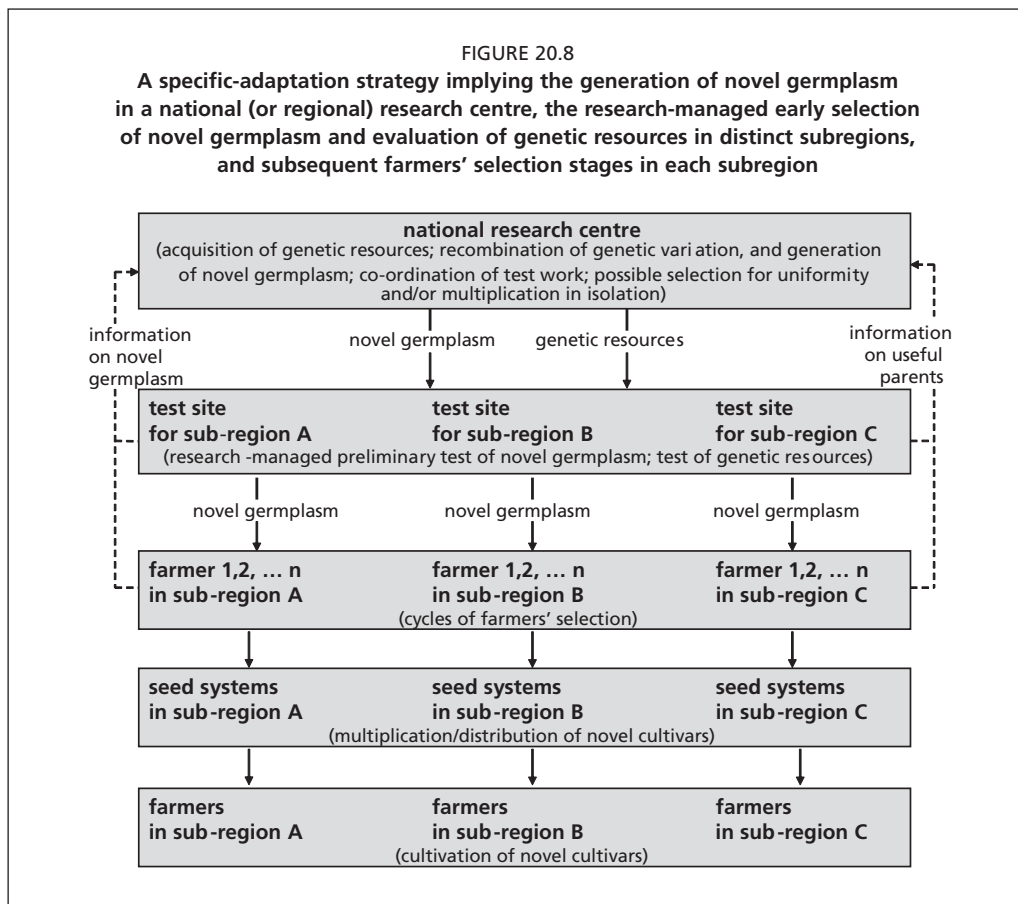 FIGURE 20.8
A specific-adaptation strategy implying the generation of novel germplasm
in a national (or regional) research centre, the research-managed early selection
of novel germplasm and evaluation of genetic resources in distinct subregions,
and subsequent farmers' selection stages in each subregion
national research centre
(acquisition of genetic resources; recombination of genetic variation, and generation
of novel germplasm; co-ordination of test work; possible selection for uniformity
and/or multiplication in isolation)
information
on novel
germplasm
novel germplasm
genetic resources
information
on useful
parents
test site
for sub-region A
test site
for sub-region B
test site
for sub-region C
(research -managed preliminary test of novel germplasm; test of genetic resources)
novel germplasm
novel germplasm
novel germplasm
farmer 1,2, ... n
in sub-region A
farmer 1,2, ... n
in sub-region B
farmer 1,2, ... n
in sub-region C
(cycles of farmers' selection)
seed systems
in sub-region A
seed systems
in sub-region B
seed systems
in sub-region C
(multiplication/distribution of novel cultivars)
farmers
in sub-region A
farmers
in sub-region B
farmers
in sub-region C
(cultivation of novel cultivars)